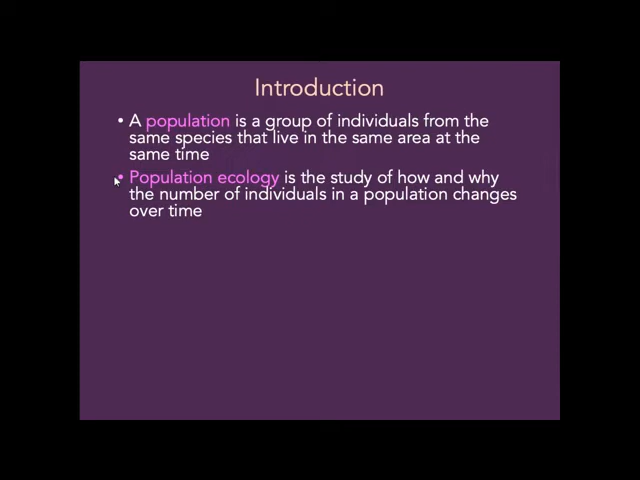 Introduction
• A population is a group of individuals from the
same species that live in the same area at the
same time
• Population ecology is the study of how and why
the number of individuals in a population changes
over time